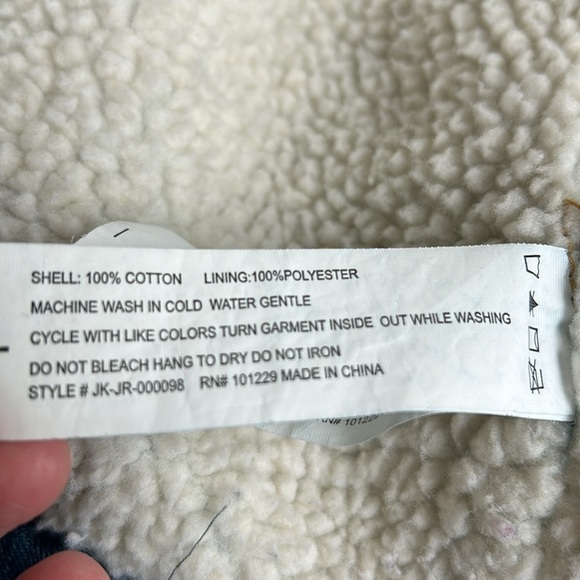 SHELL: 100% COTTON LINING:100%POLYESTER
MACHINE WASH IN COLD WATER GENTLE
CYCLE WITH LIKE COLORS TURN GARMENT INSIDE OUT WHILE WASHING
DO NOT BLEACH HANG TO DRY DO NOT IRON
STYLE # JK-JR-000098 RN# 101229 MADE IN CHINA
RN# 101229